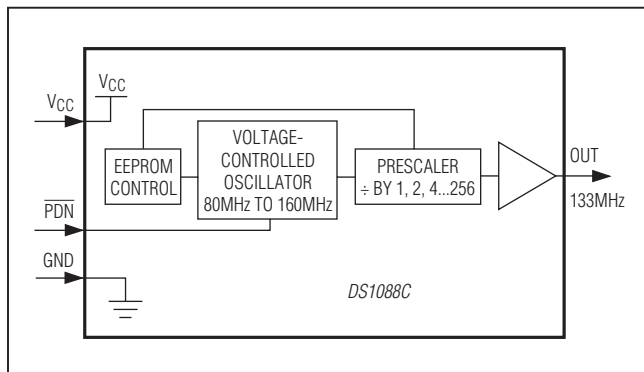 VCC
VCC
PDN
GND
EEPROM
CONTROL
VOLTAGE-
CONTROLLED
OSCILLATOR
80MHz TO 160MHz
PRESCALER
÷ BY 1, 2, 4...256
OUT
133MHz
DS1088C